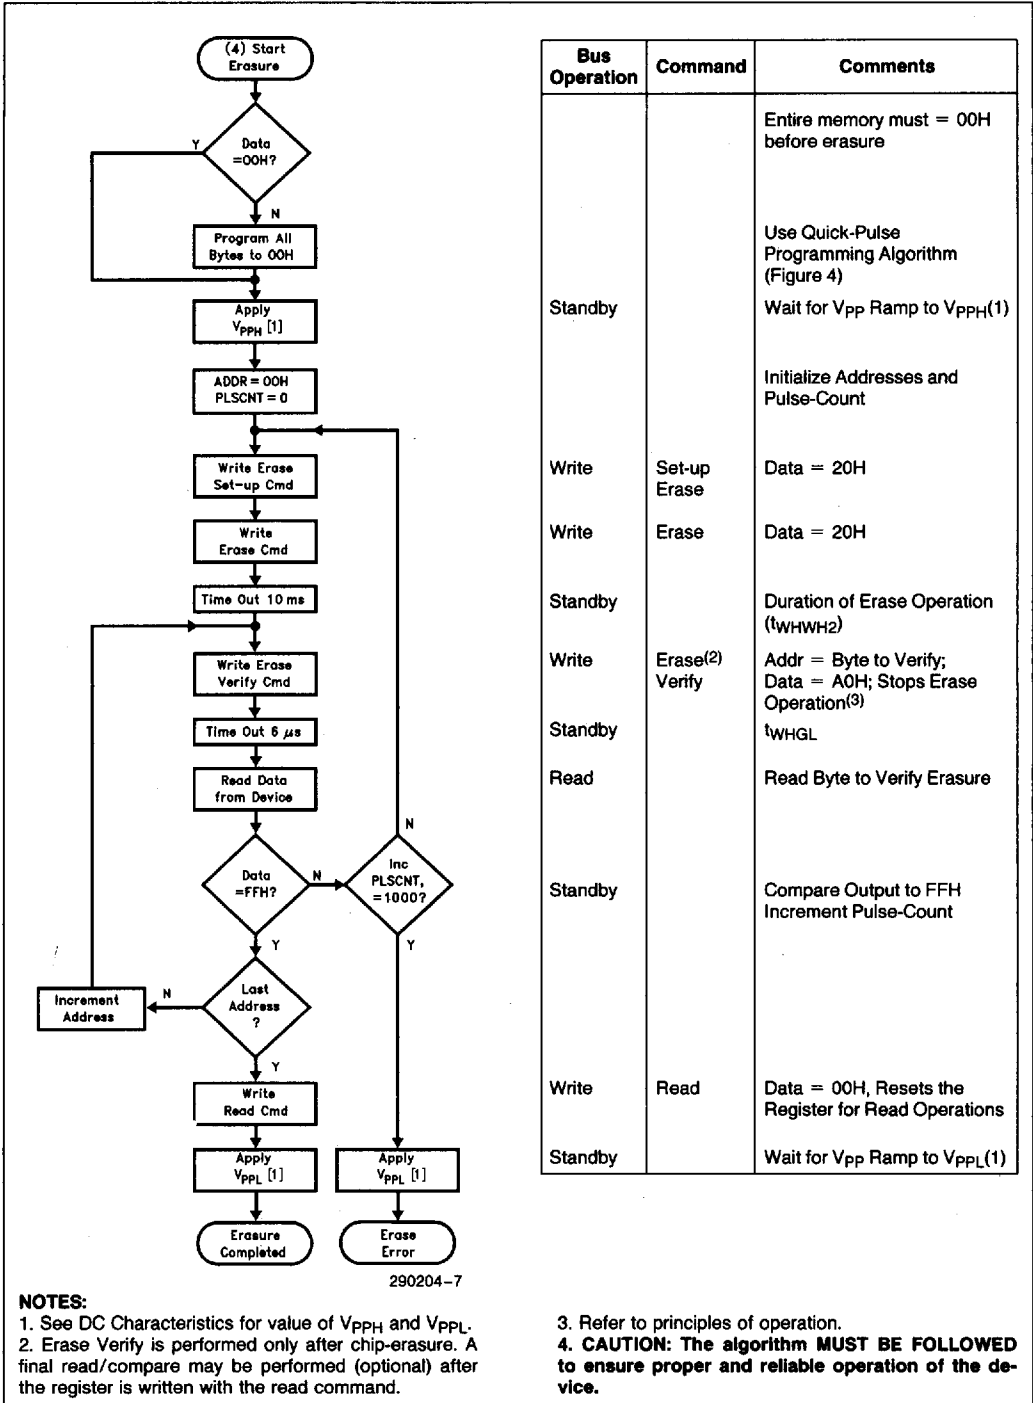 (4) Start
Erasure
Y
Data
=00H?
N
Program All
Bytes to 00H
Apply
VPPH [1]
ADDR = 00H
PLSCNT = 0
Write Erase
Set-up Cmd
Write
Erase Cmd
Time Out 10 ms
Write Erase
Verify Cmd
Time Out 6 μs
Read Data
from Device
N
Data
=FFH?
N
Inc
PLSCNT,
=1000?
Y
Y
Increment
Address
N
Last
Address
?
Y
Write
Read Cmd
Apply
VPPL [1]
Apply
VPPL [1]
Erasure
Completed
Erase
Error
290204-7
Bus
Operation
Command
Comments
Entire memory must = 00H
before erasure
Use Quick-Pulse
Programming Algorithm
(Figure 4)
Standby
Wait for VPP Ramp to VPPH(1)
Initialize Addresses and
Pulse-Count
Write
Set-up
Erase
Data = 20H
Write
Erase
Data = 20H
Standby
Duration of Erase Operation
(tWHWH2)
Write
Erase(2)
Verify
Addr = Byte to Verify;
Data = A0H; Stops Erase
Operation(3)
Standby
tWHGL
Read
Read Byte to Verify Erasure
Standby
Compare Output to FFH
Increment Pulse-Count
Write
Read
Data = 00H, Resets the
Register for Read Operations
Standby
Wait for VPP Ramp to VPPL(1)
NOTES:
1. See DC Characteristics for value of VPPH and VPPL.
2. Erase Verify is performed only after chip-erasure. A
final read/compare may be performed (optional) after
the register is written with the read command.
3. Refer to principles of operation.
4. CAUTION: The algorithm MUST BE FOLLOWED
to ensure proper and reliable operation of the de-
vice.